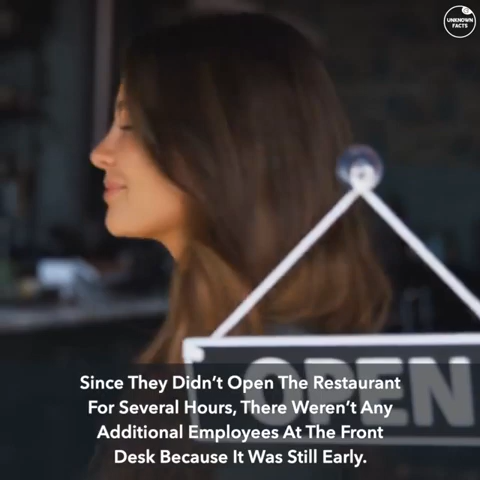 UNKNOWN
FACTS
OPEN
Since They Didn't Open The Restaurant
For Several Hours, There Weren't Any
Additional Employees At The Front
Desk Because It Was Still Early.